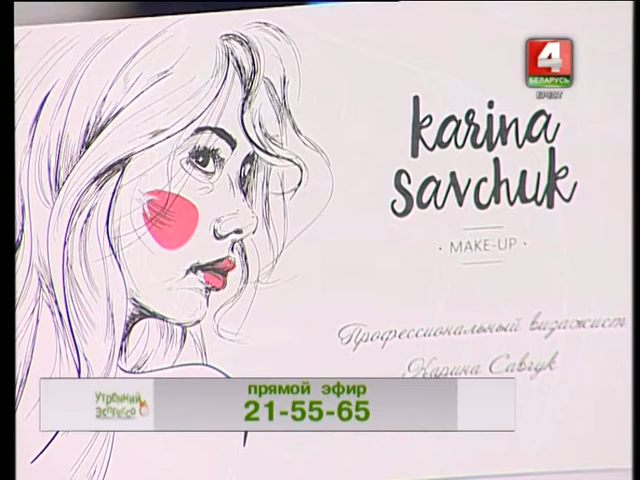 4
БЕЛАРУСЬ
БРЕСТ
karina
savchuk
· MAKE-UP ·
Профессиональный визажист
Карина Савчук
Утренний
Эспрессо
прямой эфир
21-55-65